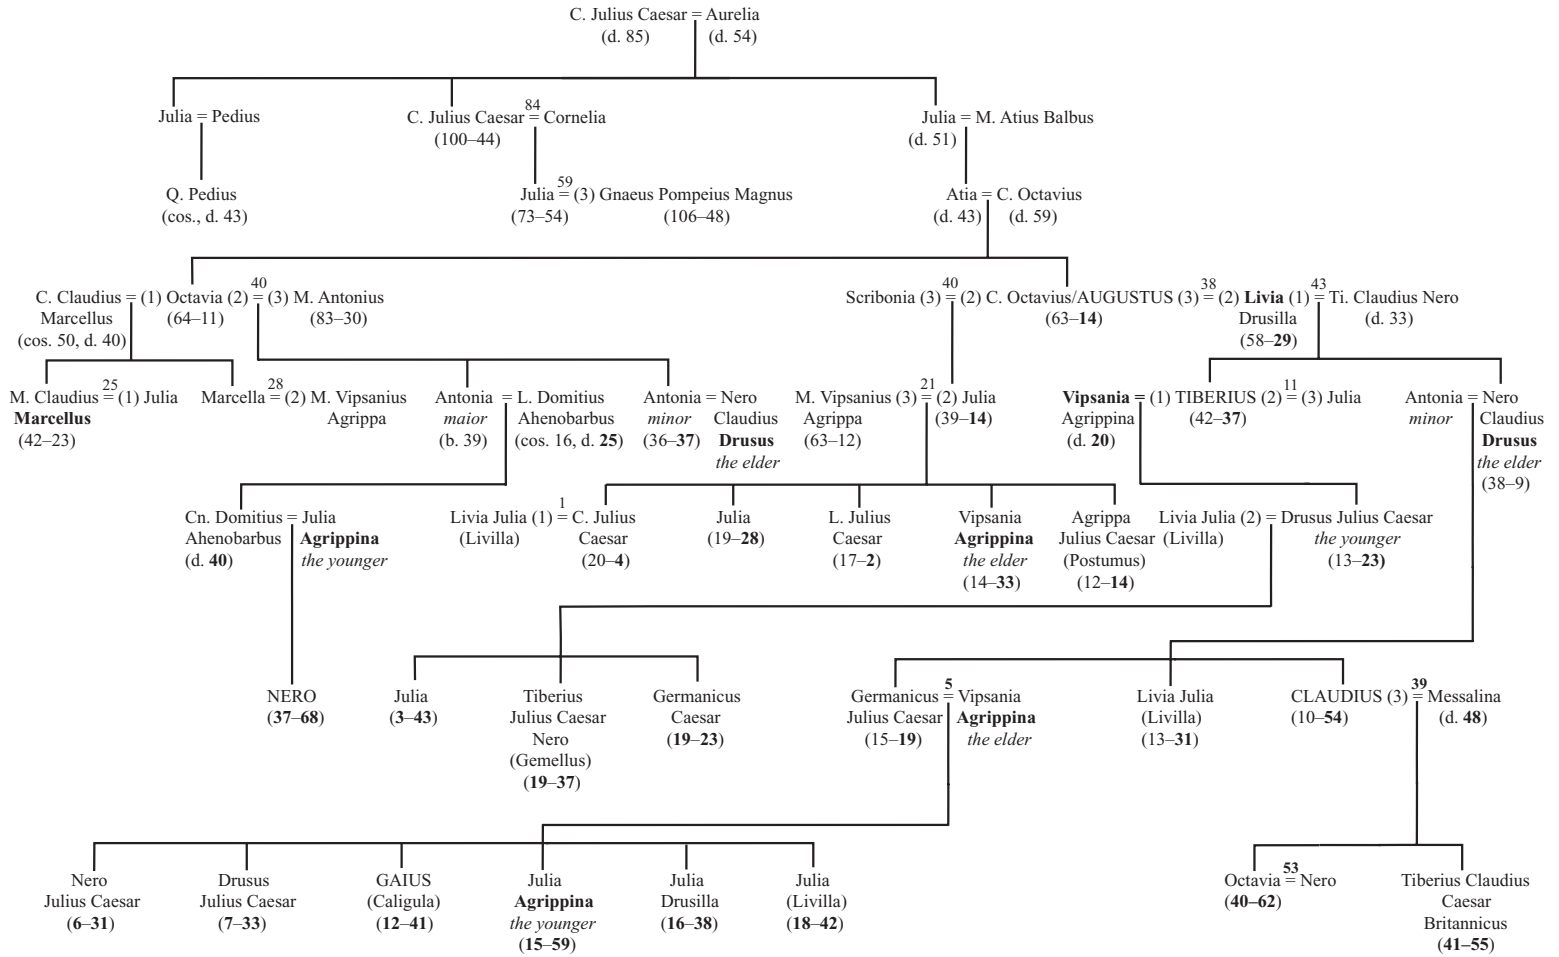 C. Julius Caesar = Aurelia
(d. 85) (d. 54)
84
Julia = Pedius C. Julius Caesar = Cornelia Julia = M. Atius Balbus
(100–44) (d. 51)
59
Q. Pedius Julia = (3) Gnaeus Pompeius Magnus Atia = C. Octavius
(cos., d. 43) (73–54) (106–48) (d. 43) (d. 59)
40 40 38 43
C. Claudius = (1) Octavia (2) = (3) M. Antonius Scribonia (3) = (2) C. Octavius/AUGUSTUS (3) = (2) Livia (1) = Ti. Claudius Nero
Marcellus (64–11) (83–30) (63–14) Drusilla (d. 33)
(cos. 50, d. 40) (58–29)
25 28 21 11
M. Claudius = (1) Julia Marcella = (2) M. Vipsanius Antonia = L. Domitius Antonia = Nero M. Vipsanius (3) = (2) Julia Vipsania = (1) TIBERIUS (2) = (3) Julia Antonia = Nero
Marcellus Agrippa maior Ahenobarbus minor Claudius Agrippa (39–14) Agrippina (42–37) minor Claudius
(42–23) (b. 39) (cos. 16, d. 25) (36–37) Drusus (63–12) (d. 20) Drusus
the elder the elder
(38–9)
1
Cn. Domitius = Julia Livia Julia (1) = C. Julius Julia L. Julius Vipsania Agrippa Livia Julia (2) = Drusus Julius Caesar
Ahenobarbus Agrippina (Livilla) Caesar (19–28) Caesar Agrippina Julius Caesar (Livilla) the younger
(d. 40) the younger (20–4) (17–2) the elder (Postumus) (13–23)
(14–33) (12–14)
5 39
NERO Julia Tiberius Germanicus Germanicus = Vipsania Livia Julia CLAUDIUS (3) = Messalina
(37–68) (3–43) Julius Caesar Caesar Julius Caesar Agrippina (Livilla) (10–54) (d. 48)
Nero (19–23) (15–19) the elder (13–31)
(Gemellus)
(19–37)
53
Nero Drusus GAIUS Julia Julia Julia Octavia = Nero Tiberius Claudius
Julius Caesar Julius Caesar (Caligula) Agrippina Drusilla (Livilla) (40–62) Caesar
(6–31) (7–33) (12–41) the younger (16–38) (18–42) Britannicus
(15–59) (41–55)